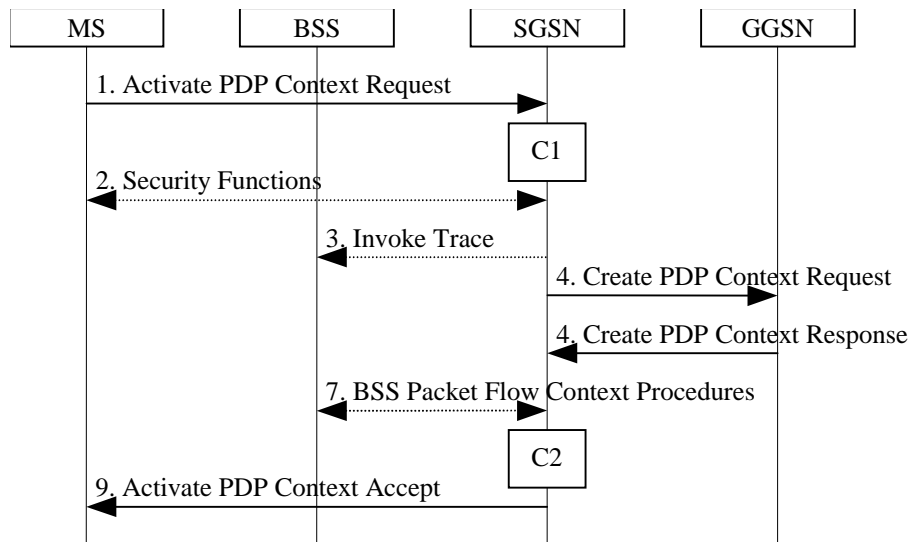 MS BSS SGSN GGSN
1. Activate PDP Context Request
C1
2. Security Functions
3. Invoke Trace
4. Create PDP Context Request
4. Create PDP Context Response
7. BSS Packet Flow Context Procedures
C2
9. Activate PDP Context Accept